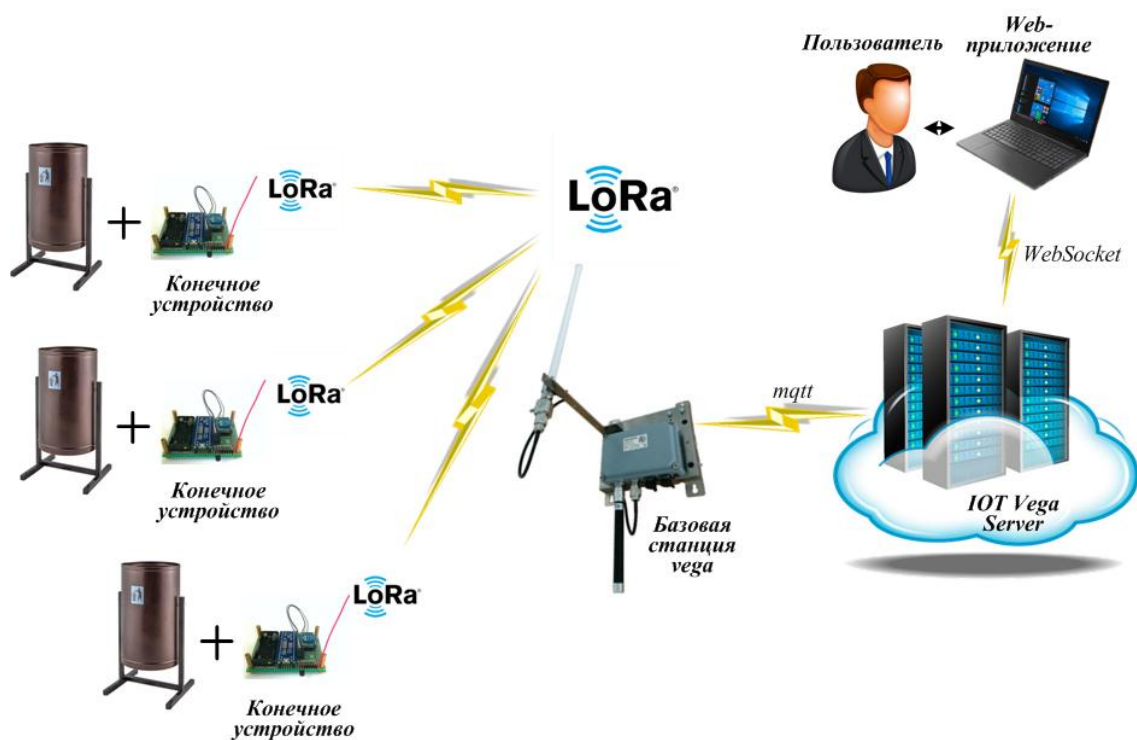 Пользователь
Web-
приложение
LoRa®
LoRa®
Конечное
устройство
WebSocket
LoRa®
Конечное
устройство
mqtt
IOT Vega
Server
Базовая
станция
vega
LoRa®
Конечное
устройство